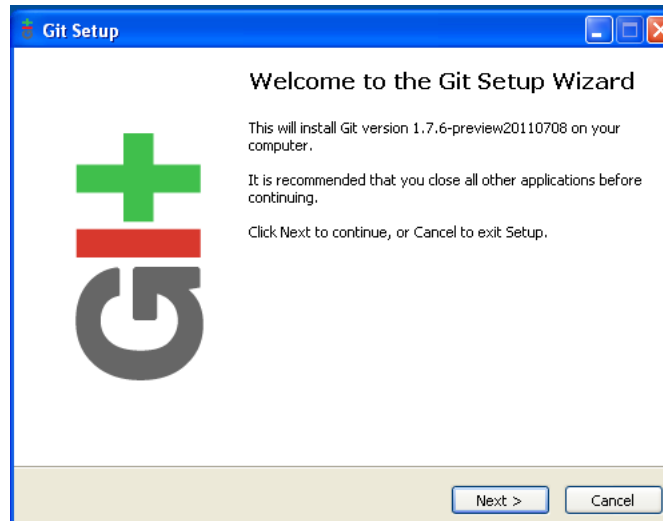 Git Setup
Welcome to the Git Setup Wizard
This will install Git version 1.7.6-preview20110708 on your
computer.
It is recommended that you close all other applications before
continuing.
Click Next to continue, or Cancel to exit Setup.
Git
Next >
Cancel